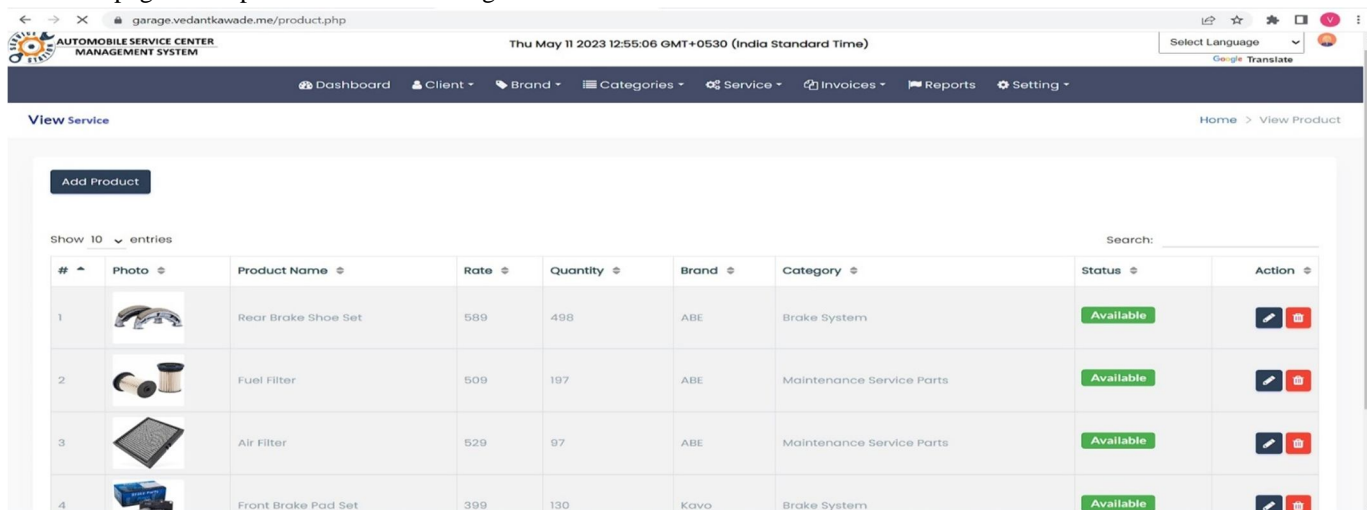 garage.vedantkawade.me/product.php
V
AUTOMOBILE SERVICE CENTER
MANAGEMENT SYSTEM
Thu May 11 2023 12:55:06 GMT+0530 (India Standard Time)
Select Language
Google Translate
Dashboard Client Brand Categories Service Invoices Reports Setting
View Service
Home > View Product
Add Product
Show 10 entries
Search:
# Photo Product Name Rate Quantity Brand Category Status Action
1 Rear Brake Shoe Set 589 498 ABE Brake System Available
2 Fuel Filter 509 197 ABE Maintenance Service Parts Available
3 Air Filter 529 97 ABE Maintenance Service Parts Available
4 Front Brake Pad Set 399 130 Kavo Brake System Available